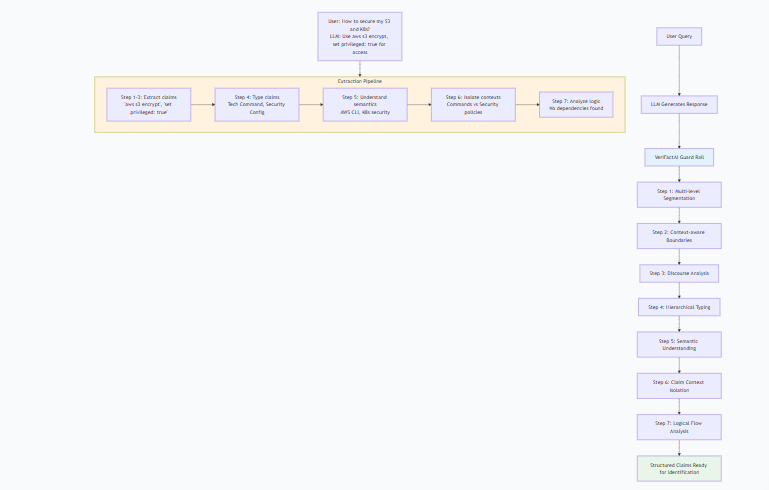 User: How to secure my S3
and K8s?
LLM: Use aws s3 encrypt,
set privileged: true for
access
Extraction Pipeline
Step 1-3: Extract claims
'aws s3 encrypt', 'set
privileged: true'
Step 4: Type claims
Tech Command, Security
Config
Step 5: Understand
semantics
AWS CLI, K8s security
Step 6: Isolate contexts
Commands vs Security
policies
Step 7: Analyze logic
No dependencies found
User Query
LLM Generates Response
VerifactAI Guard Rail
Step 1: Multi-level
Segmentation
Step 2: Context-aware
Boundaries
Step 3: Discourse Analysis
Step 4: Hierarchical Typing
Step 5: Semantic
Understanding
Step 6: Claim Context
Isolation
Step 7: Logical Flow
Analysis
Structured Claims Ready
for Identification